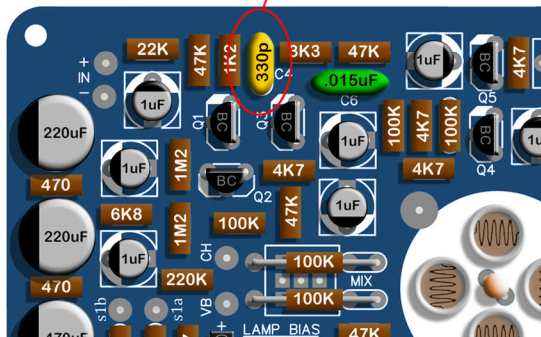 22K
47K
1K2
330p
C4
3K3
47K
1uF
Q5
BC
4K7
+
IN
−
1uF
Q1
BC
Q3
BC
.015uF
C6
100K
4K7
100K
BC
Q4
1uF
220uF
1uF
1M2
BC
Q2
4K7
1uF
4K7
470
6K8
1M2
100K
47K
1uF
220uF
1uF
220K
CH
100K
MIX
470
s1b
s1a
VB
100K
+
LAMP BIAS
47K
470uF